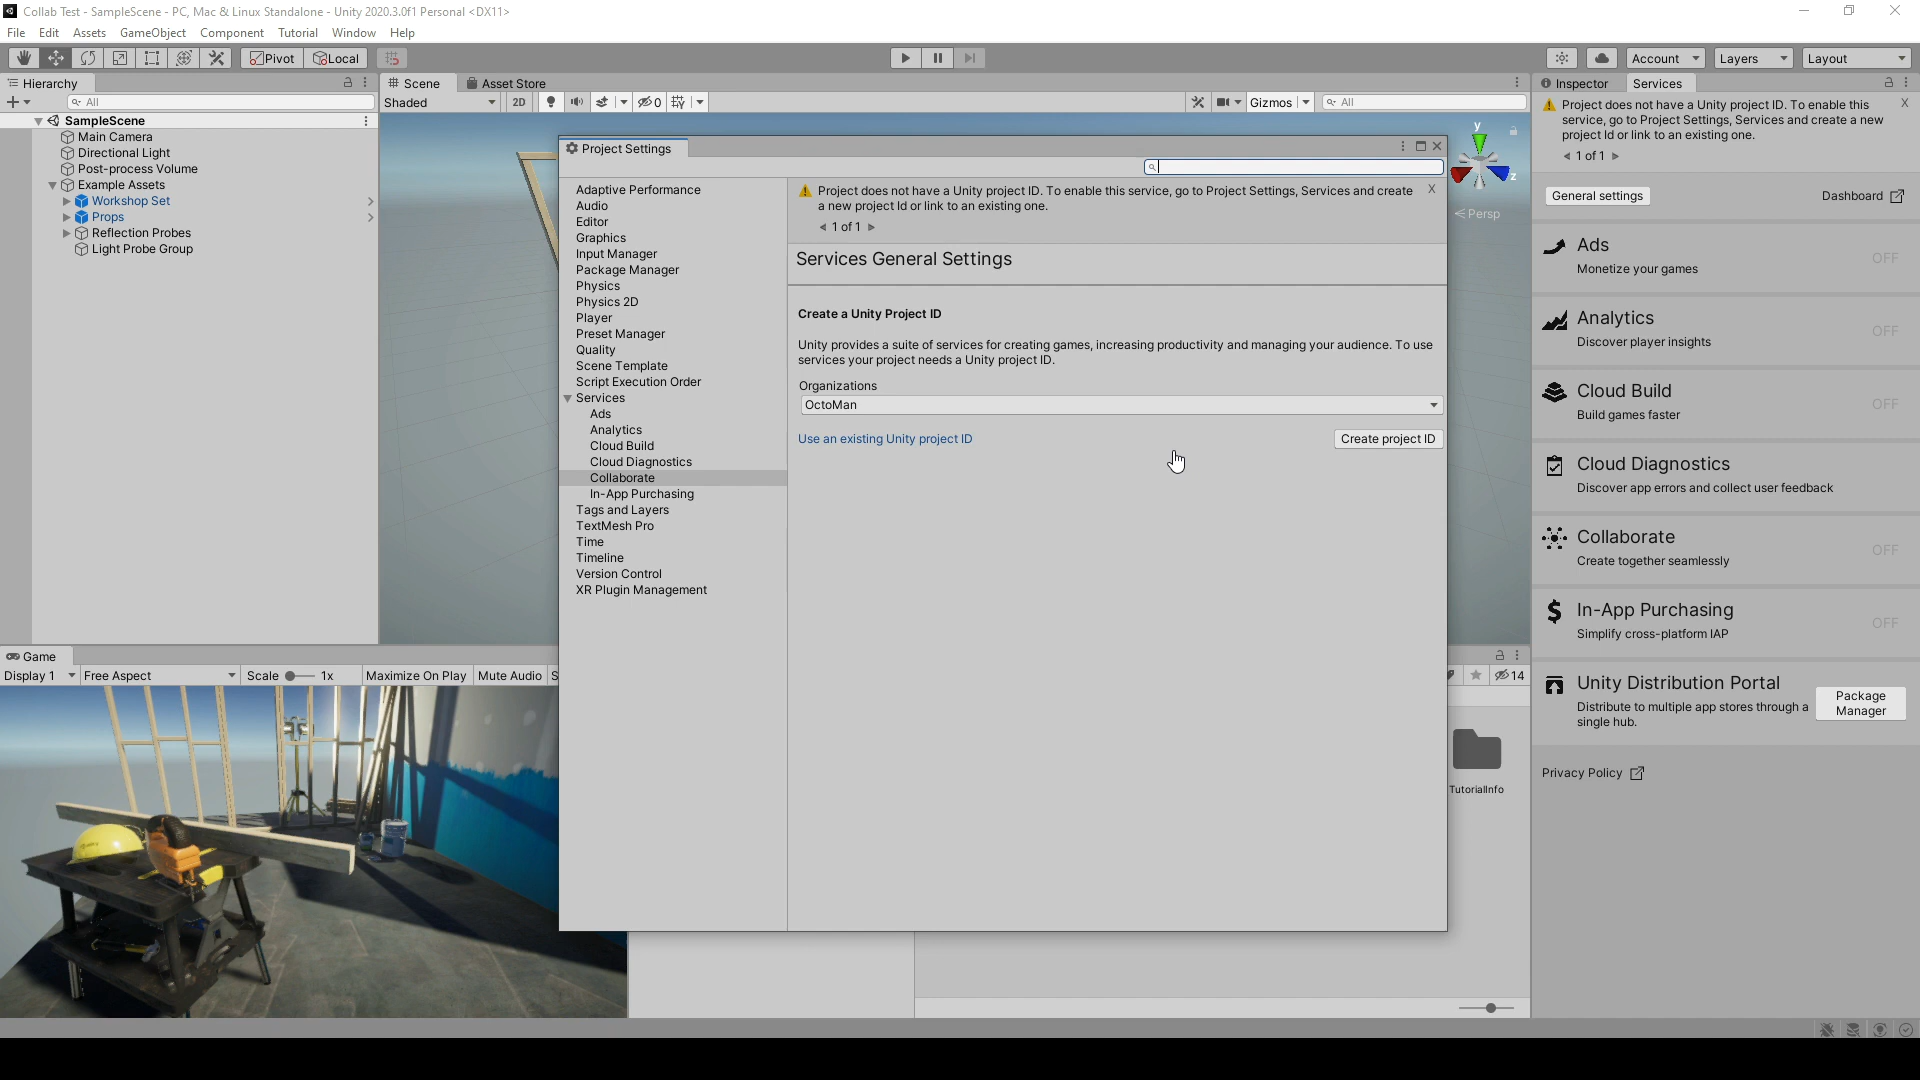 Collab Test - SampleScene - PC, Mac & Linux Standalone - Unity 2020.3.0f1 Personal <DX11>
File Edit Assets GameObject Component Tutorial Window Help
Pivot Local Account Layers Layout
Hierarchy
All
SampleScene
Main Camera
Directional Light
Post-process Volume
Example Assets
Workshop Set
Props
Reflection Probes
Light Probe Group
Scene Asset Store
Shaded 2D 0 Gizmos All
y
z
Persp
Project Settings
Adaptive Performance
Audio
Editor
Graphics
Input Manager
Package Manager
Physics
Physics 2D
Player
Preset Manager
Quality
Scene Template
Script Execution Order
Services
Ads
Analytics
Cloud Build
Cloud Diagnostics
Collaborate
In-App Purchasing
Tags and Layers
TextMesh Pro
Time
Timeline
Version Control
XR Plugin Management
Project does not have a Unity project ID. To enable this service, go to Project Settings, Services and create X
a new project Id or link to an existing one.
1 of 1
Services General Settings
Create a Unity Project ID
Unity provides a suite of services for creating games, increasing productivity and managing your audience. To use
services your project needs a Unity project ID.
Organizations
OctoMan
Use an existing Unity project ID Create project ID
Inspector Services
Project does not have a Unity project ID. To enable this X
service, go to Project Settings, Services and create a new
project Id or link to an existing one.
1 of 1
General settings Dashboard
Ads
Monetize your games
OFF
Analytics
Discover player insights
OFF
Cloud Build
Build games faster
OFF
Cloud Diagnostics
Discover app errors and collect user feedback
Collaborate
Create together seamlessly
OFF
In-App Purchasing
Simplify cross-platform IAP
OFF
Unity Distribution Portal
Distribute to multiple app stores through a
single hub.
Package
Manager
Privacy Policy
Game
Display 1 Free Aspect Scale 1x Maximize On Play Mute Audio S
14
TutorialInfo